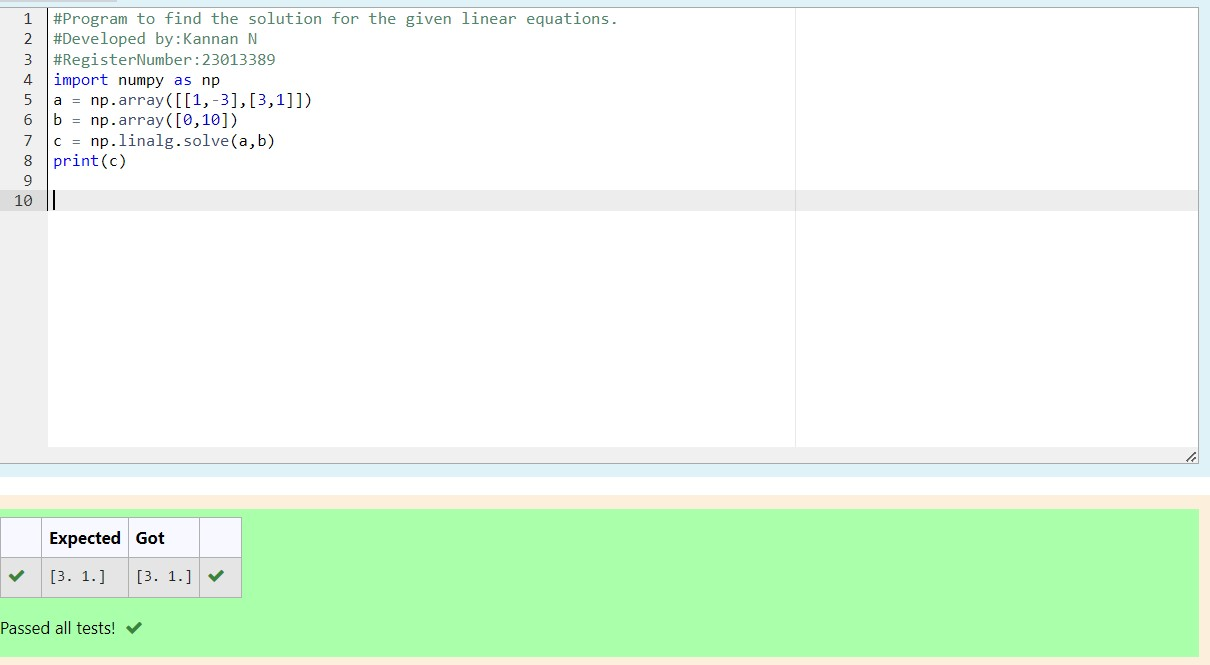 1 #Program to find the solution for the given linear equations.
2 #Developed by:Kannan N
3 #RegisterNumber:23013389
4 import numpy as np
5 a = np.array([[1,-3],[3,1]])
6 b = np.array([0,10])
7 c = np.linalg.solve(a,b)
8 print(c)
9
10
Expected Got
[3. 1.] [3. 1.]
Passed all tests!